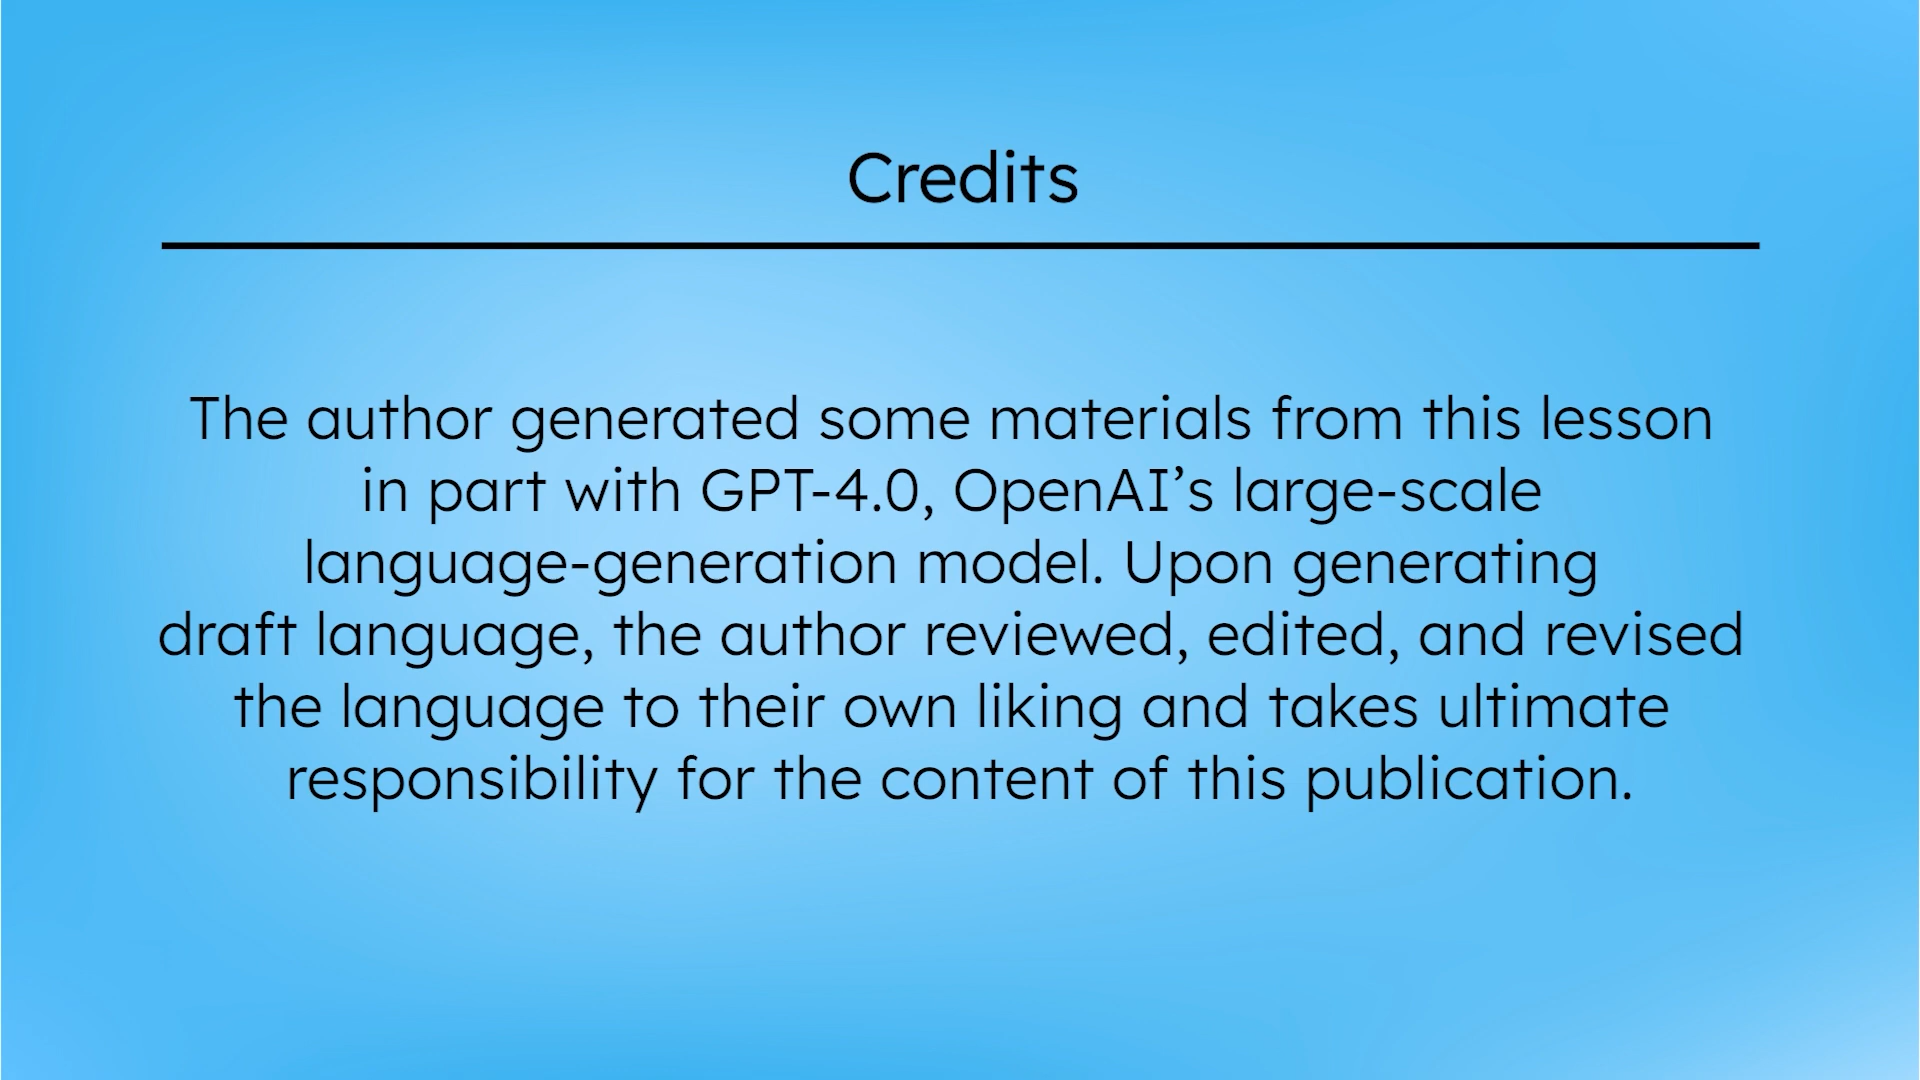 Credits
The author generated some materials from this lesson
in part with GPT-4.0, OpenAI’s large-scale
language-generation model. Upon generating
draft language, the author reviewed, edited, and revised
the language to their own liking and takes ultimate
responsibility for the content of this publication.